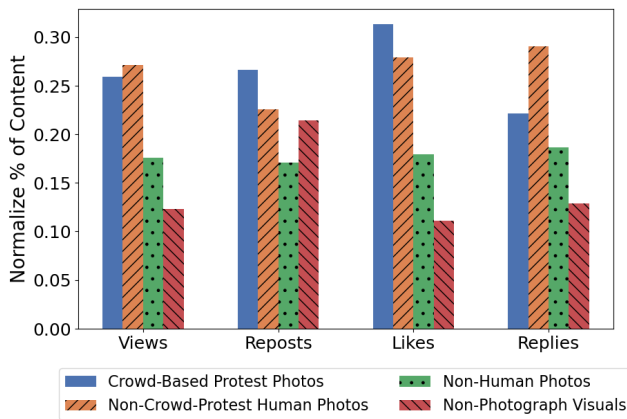 Normalize % of Content
0.30
0.25
0.20
0.15
0.10
0.05
0.00
Views Reposts Likes Replies
Crowd-Based Protest Photos
Non-Crowd-Protest Human Photos
Non-Human Photos
Non-Photograph Visuals